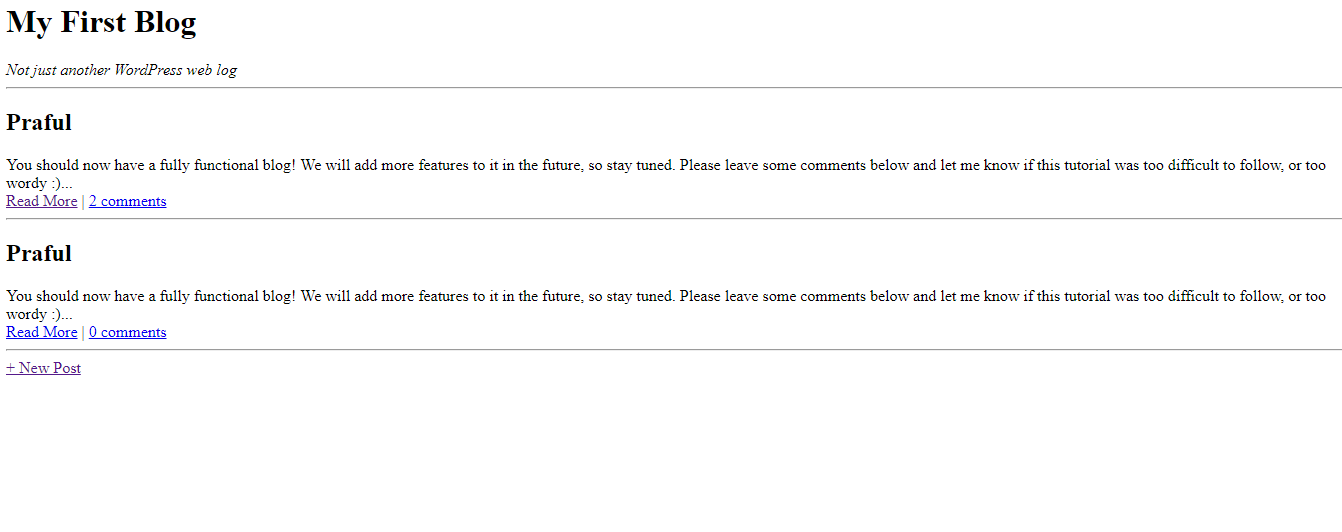 My First Blog
Not just another WordPress web log
Praful
You should now have a fully functional blog! We will add more features to it in the future, so stay tuned. Please leave some comments below and let me know if this tutorial was too difficult to follow, or too
wordy :)...
Read More | 2 comments
Praful
You should now have a fully functional blog! We will add more features to it in the future, so stay tuned. Please leave some comments below and let me know if this tutorial was too difficult to follow, or too
wordy :)...
Read More | 0 comments
+ New Post